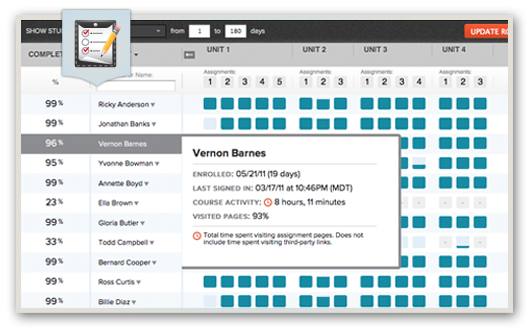 SHOW STU
from 1 to 180 days
UPDATE RO
COMPLET
UNIT 1 UNIT 2 UNIT 3 UNIT 4
% Name: Assignments: 1 2 3 4 5 Assignments: 1 2 3 Assignments: 1 2 3 4 Assignments: 1 2 3
99% Ricky Anderson
99% Jonathan Banks
96% Vernon Barnes
95% Yvonne Bowman
99% Annette Boyd
23% Ella Brown
99% Gloria Butler
33% Todd Campbell
99% Bernard Cooper
99% Ross Curtis
99% Billie Diaz
Vernon Barnes
ENROLLED: 05/21/11 (19 days)
LAST SIGNED IN: 03/17/11 at 10:46PM (MDT)
COURSE ACTIVITY: 8 hours, 11 minutes
VISITED PAGES: 93%
Total time spent visiting assignment pages. Does not
include time spent visiting third-party links.